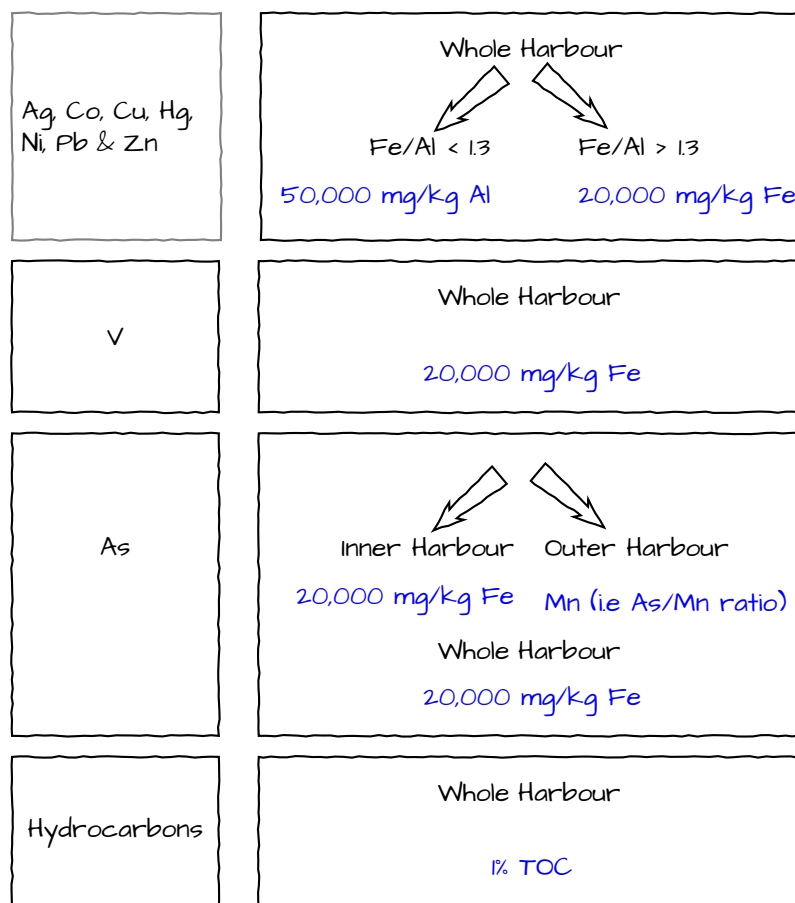 Ag, Co, Cu, Hg,
Ni, Pb & Zn
Whole Harbour
Fe/Al < 1.3
Fe/Al > 1.3
50,000 mg/kg Al
20,000 mg/kg Fe
V
Whole Harbour
20,000 mg/kg Fe
As
Inner Harbour
Outer Harbour
20,000 mg/kg Fe
Mn (i.e As/Mn ratio)
Whole Harbour
20,000 mg/kg Fe
Hydrocarbons
Whole Harbour
1% TOC